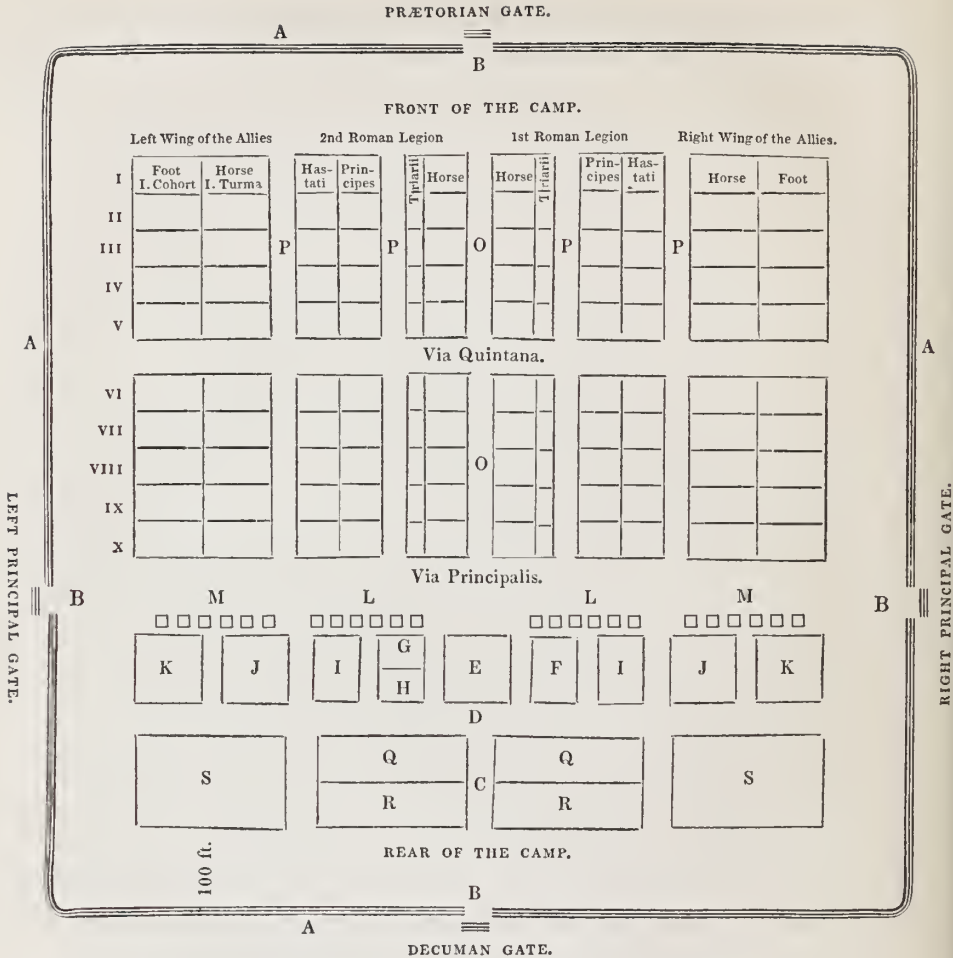 PRÆTORIAN GATE.
A
B
FRONT OF THE CAMP.
Left Wing of the Allies 2nd Roman Legion 1st Roman Legion Right Wing of the Allies.
I Foot I. Cohort Horse I. Turma Has-tati Prin-cipes Triarii Horse Horse Triarii Prin-cipes Has-tati Horse Foot
II
III P P O P P
IV
V
A A
Via Quintana.
VI
VII
VIII O
IX
X
LEFT PRINCIPAL GATE.
RIGHT PRINCIPAL GATE.
Via Principalis.
B M L L M B
K J I G E F I J K
H
D
S Q C Q S
R R
100 ft.
REAR OF THE CAMP.
B
A
DECUMAN GATE.